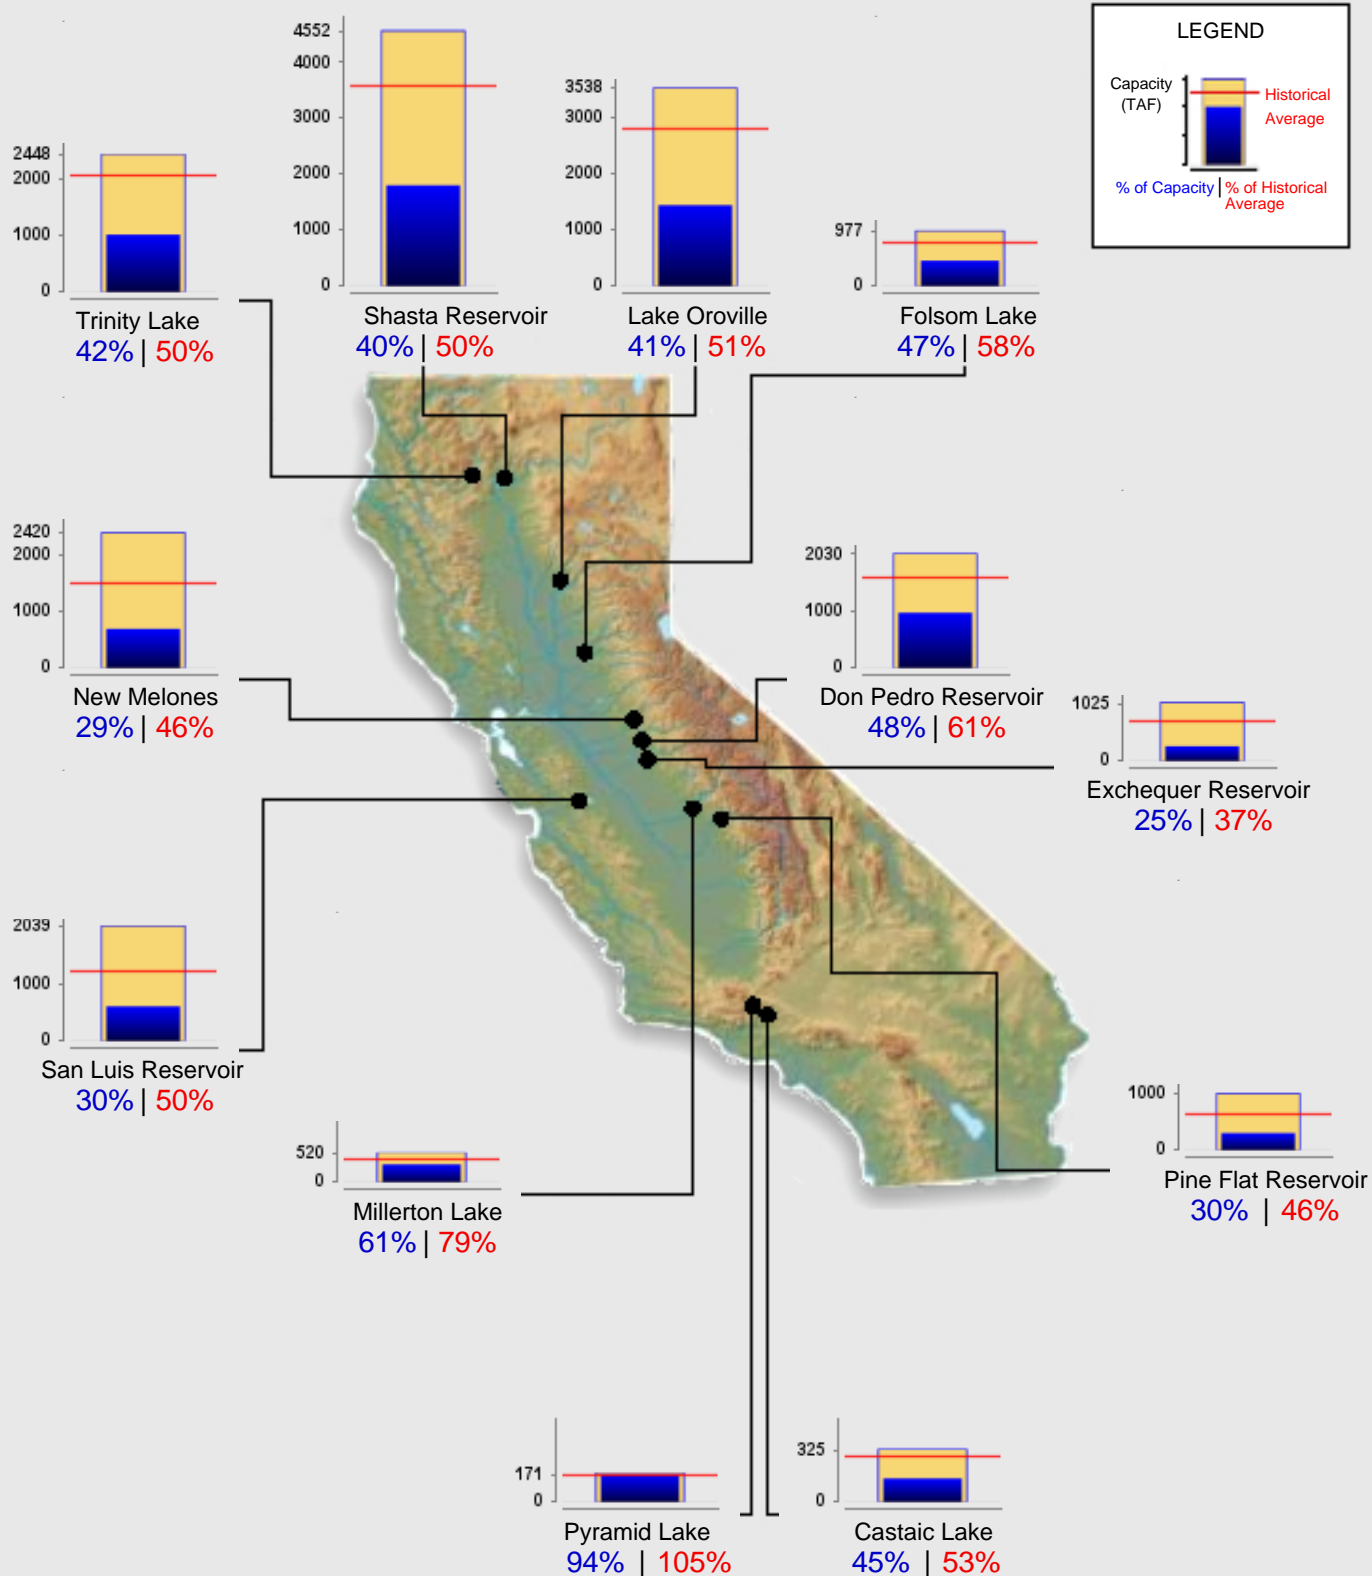 LEGEND
Capacity
(TAF)
Historical
Average
% of Capacity | % of Historical
Average
4552
4000
3000
2000
1000
0
Shasta Reservoir
40% | 50%
3538
3000
2000
1000
0
Lake Oroville
41% | 51%
2448
2000
1000
0
Trinity Lake
42% | 50%
977
0
Folsom Lake
47% | 58%
2420
2000
1000
0
New Melones
29% | 46%
2030
1000
0
Don Pedro Reservoir
48% | 61%
1025
0
Exchequer Reservoir
25% | 37%
2039
1000
0
San Luis Reservoir
30% | 50%
520
0
Millerton Lake
61% | 79%
1000
0
Pine Flat Reservoir
30% | 46%
171
0
Pyramid Lake
94% | 105%
325
0
Castaic Lake
45% | 53%